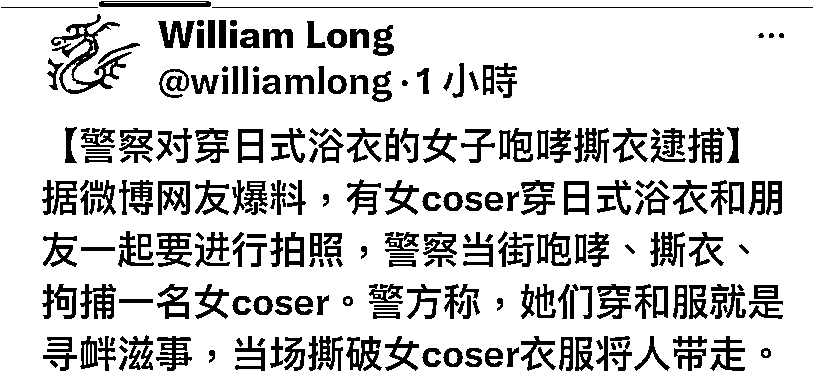 William Long
@williamlong·1 小時
【警察对穿日式浴衣的女子咆哮撕衣逮捕】
据微博网友爆料，有女coser穿日式浴衣和朋
友一起要进行拍照，警察当街咆哮、撕衣、
拘捕一名女coser。警方称，她们穿和服就是
寻衅滋事，当场撕破女coser衣服将人带走。